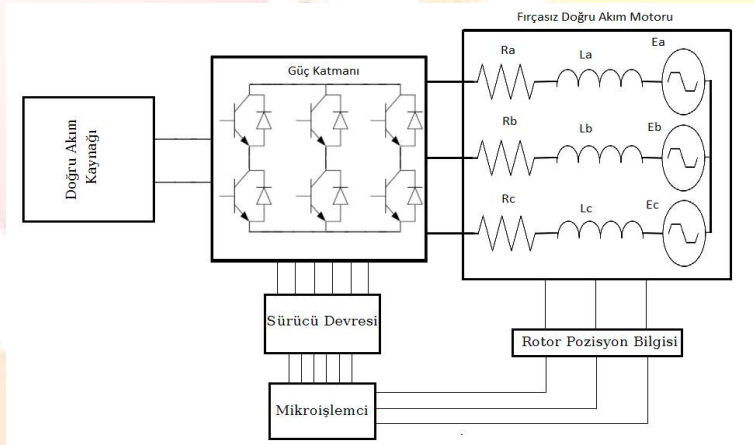 Fırçasız Doğru Akım Motoru
Güç Katmanı
Doğru Akım
Kaynağı
Ra
La
Ea
Rb
Lb
Eb
Rc
Lc
Ec
Sürücü Devresi
Rotor Pozisyon Bilgisi
Mikroişlemci